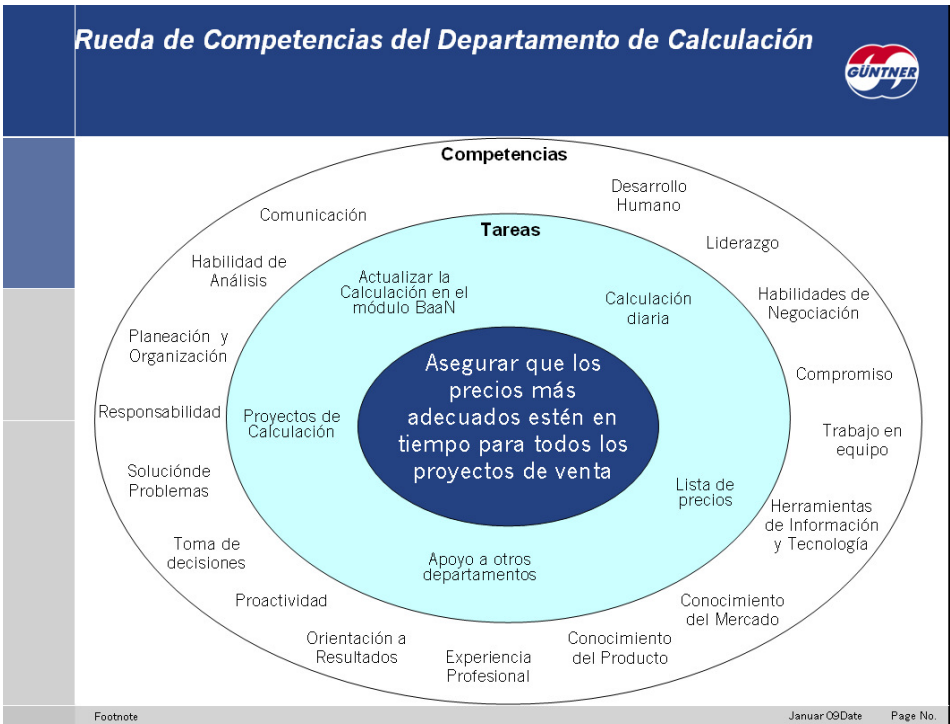 Rueda de Competencias del Departamento de Calculación
GÜNTNER
Competencias
Desarrollo
Humano
Comunicación
Liderazgo
Habilidad de
Análisis
Habilidades de
Negociación
Planeación y
Organización
Compromiso
Responsabilidad
Trabajo en
equipo
Soluciónde
Problemas
Herramientas
de Información
y Tecnología
Toma de
decisiones
Proactividad
Conocimiento
del Mercado
Orientación a
Resultados
Experiencia
Profesional
Conocimiento
del Producto
Tareas
Actualizar la
Calculación en el
módulo BaaN
Calculación
diaria
Proyectos de
Calculación
Lista de
precios
Apoyo a otros
departamentos
Asegurar que los
precios más
adecuados estén en
tiempo para todos los
proyectos de venta
Footnote
Januar09Date
Page No.